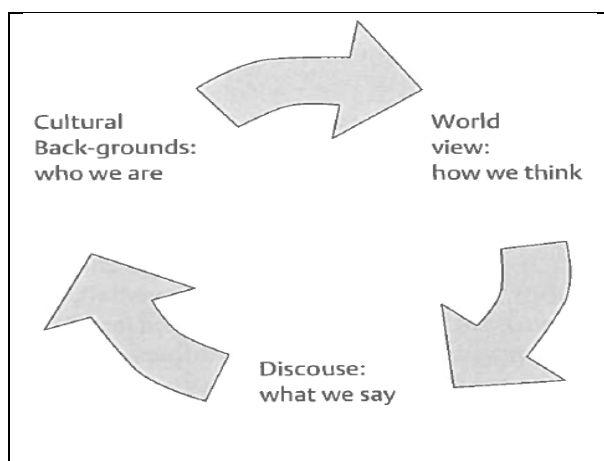 Cultural
Back-grounds:
who we are
World
view:
how we think
Discouse:
what we say